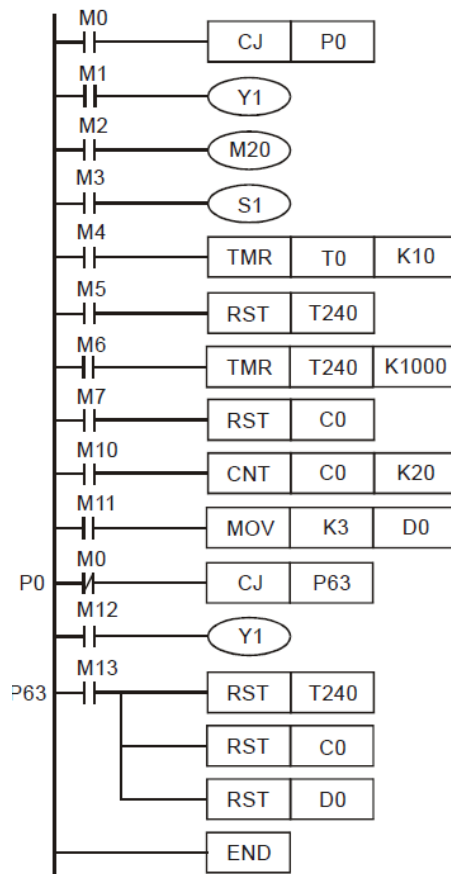 M0
CJ P0
M1
Y1
M2
M20
M3
S1
M4
TMR T0 K10
M5
RST T240
M6
TMR T240 K1000
M7
RST C0
M10
CNT C0 K20
M11
MOV K3 D0
M0
P0 CJ P63
M12
Y1
M13
P63 RST T240
RST C0
RST D0
END